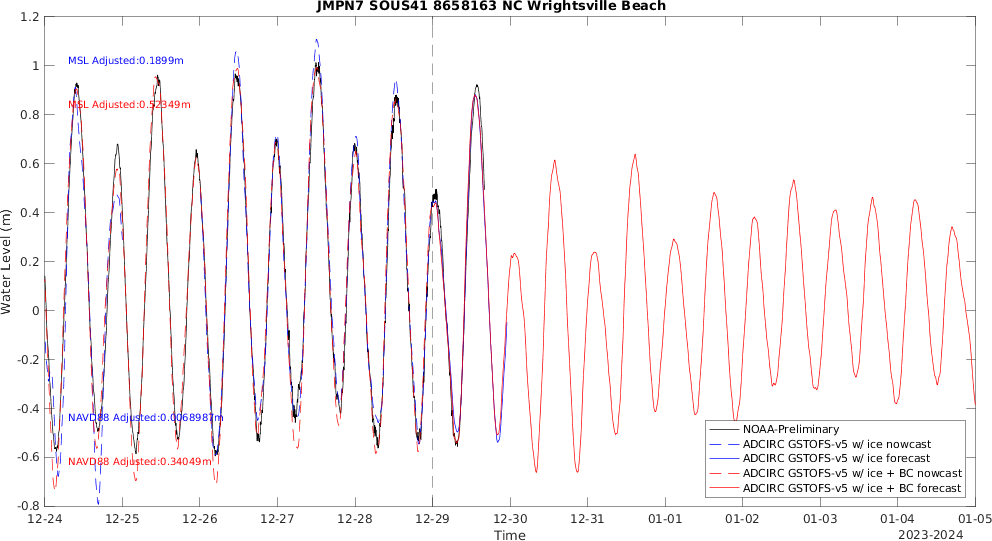 JMPN7 SOUS41 8658163 NC Wrightsville Beach
1.2
1
0.8
0.6
0.4
0.2
0
-0.2
-0.4
-0.6
-0.8
Water Level (m)
MSL Adjusted:0.1899m
MSL Adjusted:0.52349m
NAVD88 Adjusted:0.0068987m
NAVD88 Adjusted:0.34049m
NOAA-Preliminary
ADCIRC GSTOFS-v5 w/ ice nowcast
ADCIRC GSTOFS-v5 w/ ice forecast
ADCIRC GSTOFS-v5 w/ ice + BC nowcast
ADCIRC GSTOFS-v5 w/ ice + BC forecast
12-24 12-25 12-26 12-27 12-28 12-29 12-30 12-31 01-01 01-02 01-03 01-04 01-05
Time
2023-2024